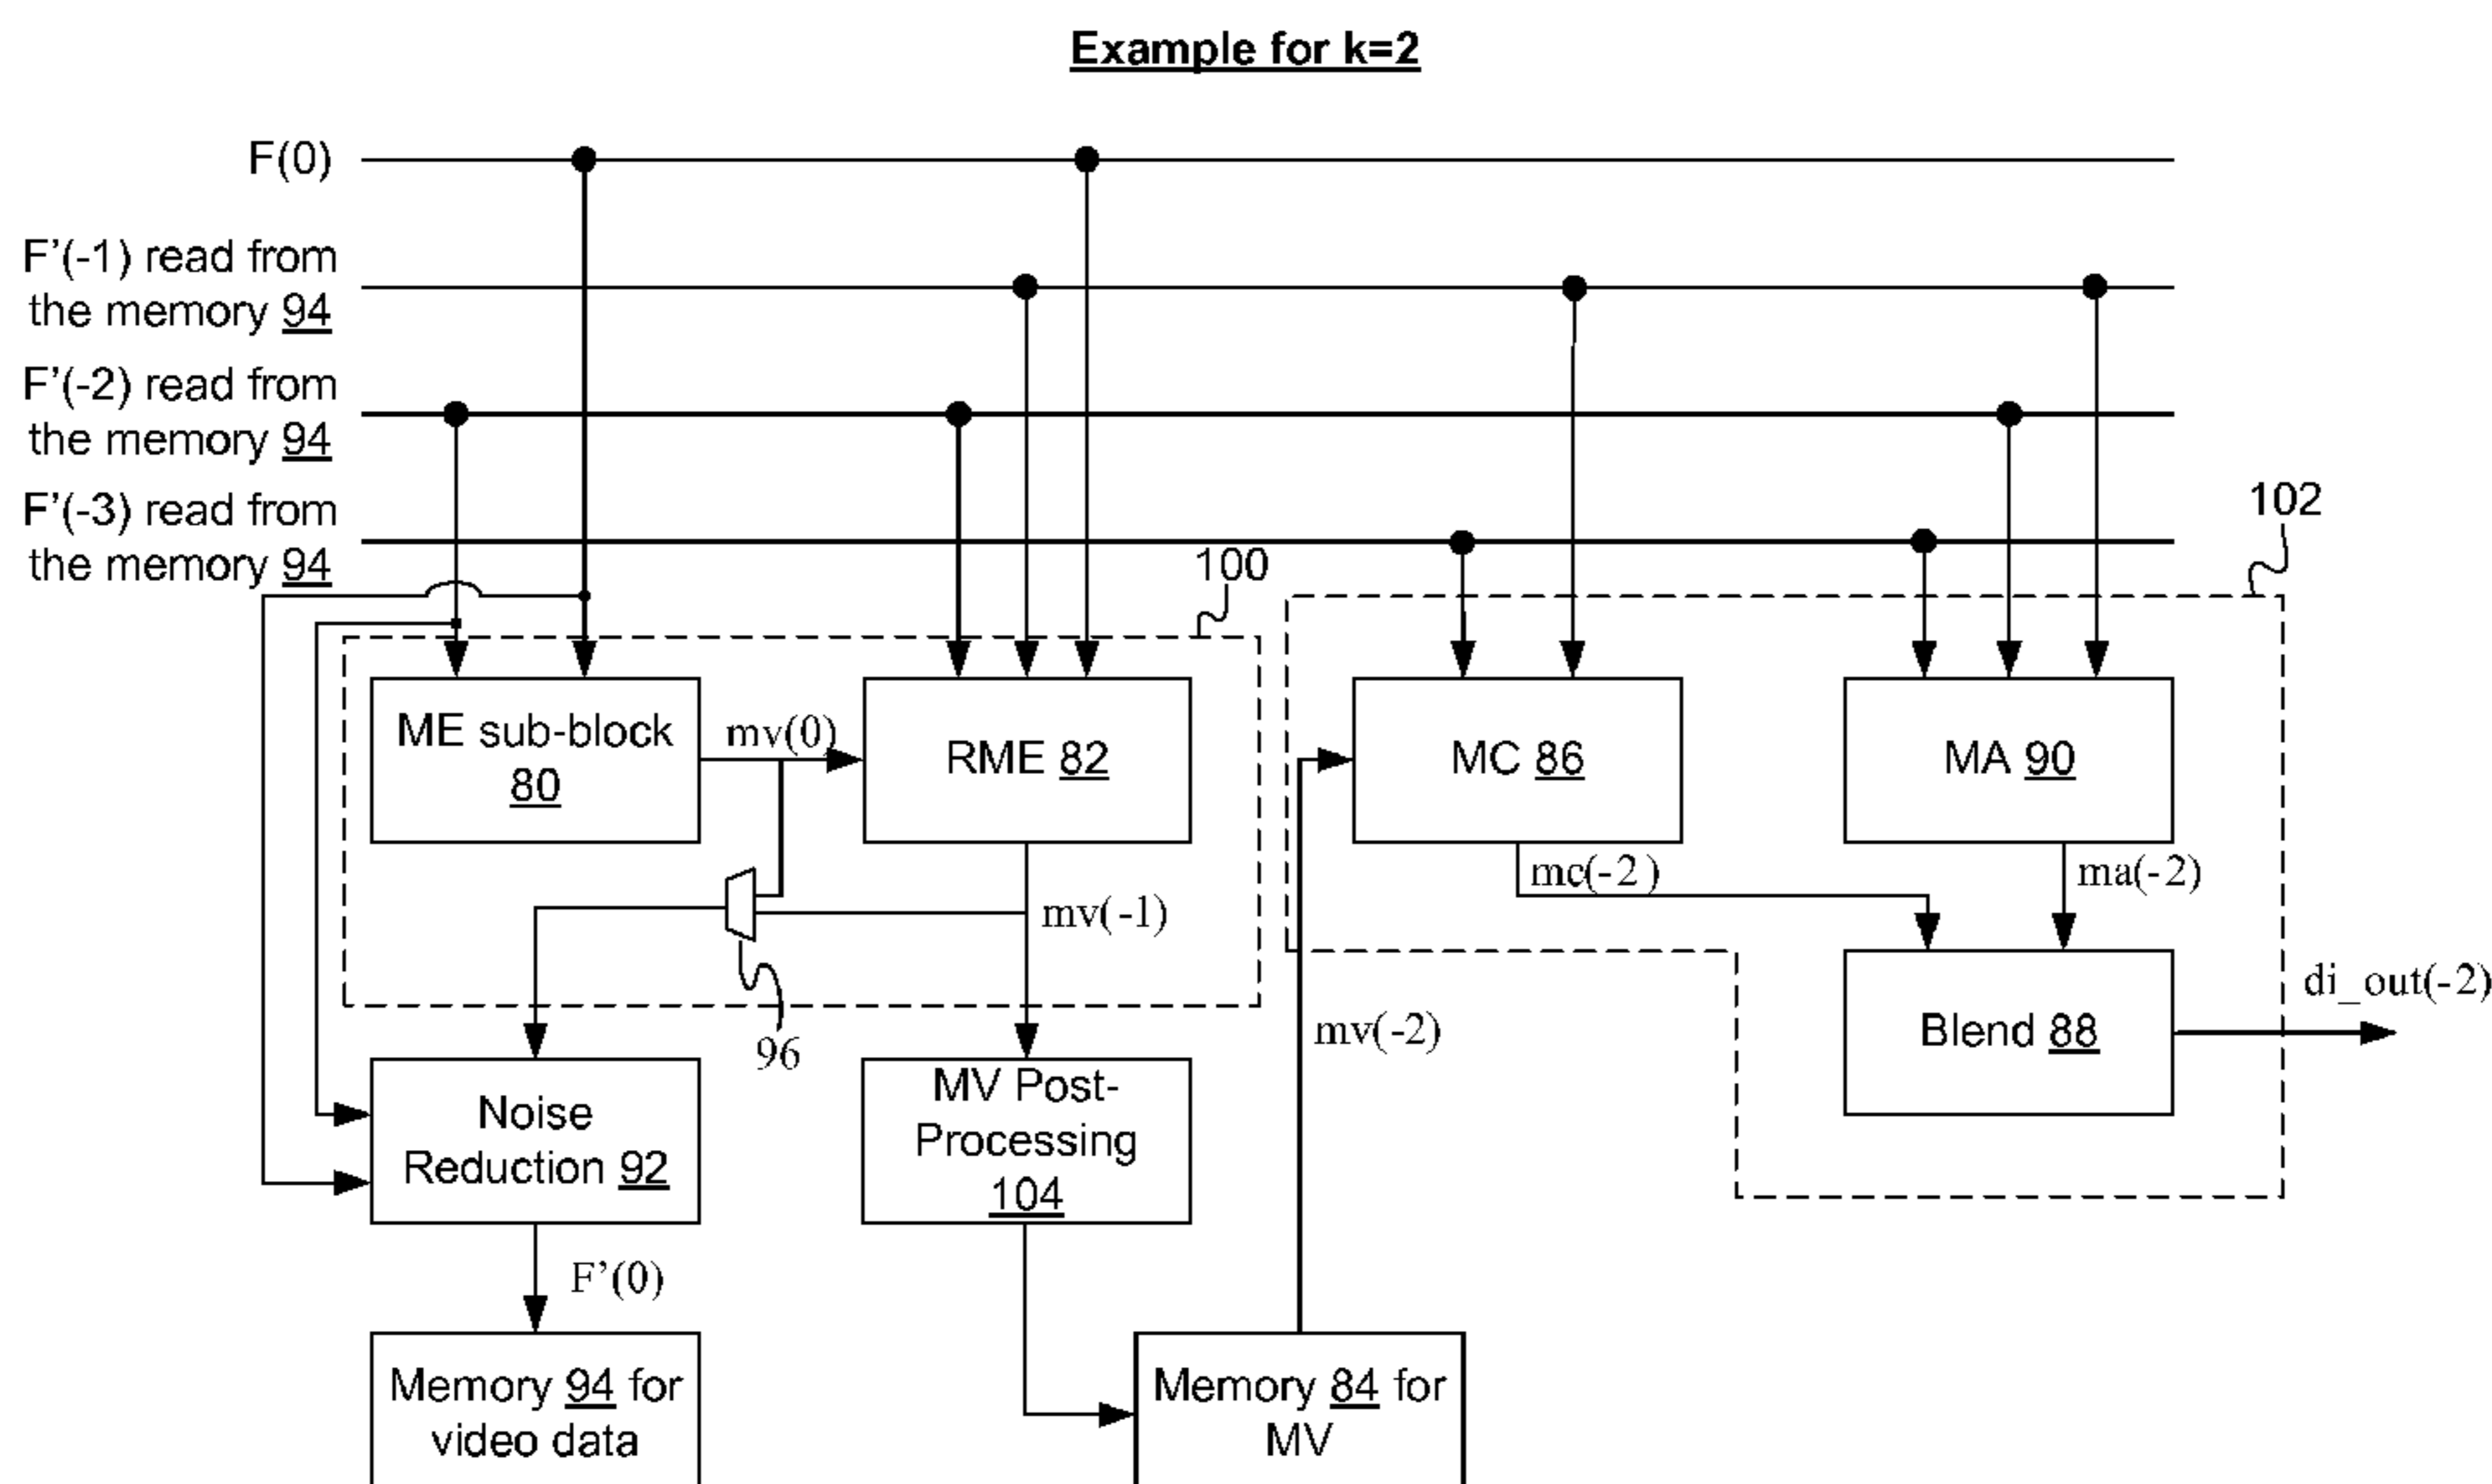 Example for k=2
F(0)
F’(-1) read from
the memory 94
F’(-2) read from
the memory 94
F’(-3) read from
the memory 94
100
102
ME sub-block
80
mv(0)
RME 82
MC 86
MA 90
mc(-2)
ma(-2)
mv(-1)
96
mv(-2)
Blend 88
di_out(-2)
Noise
Reduction 92
MV Post-
Processing
104
F’(0)
Memory 94 for
video data
Memory 84 for
MV